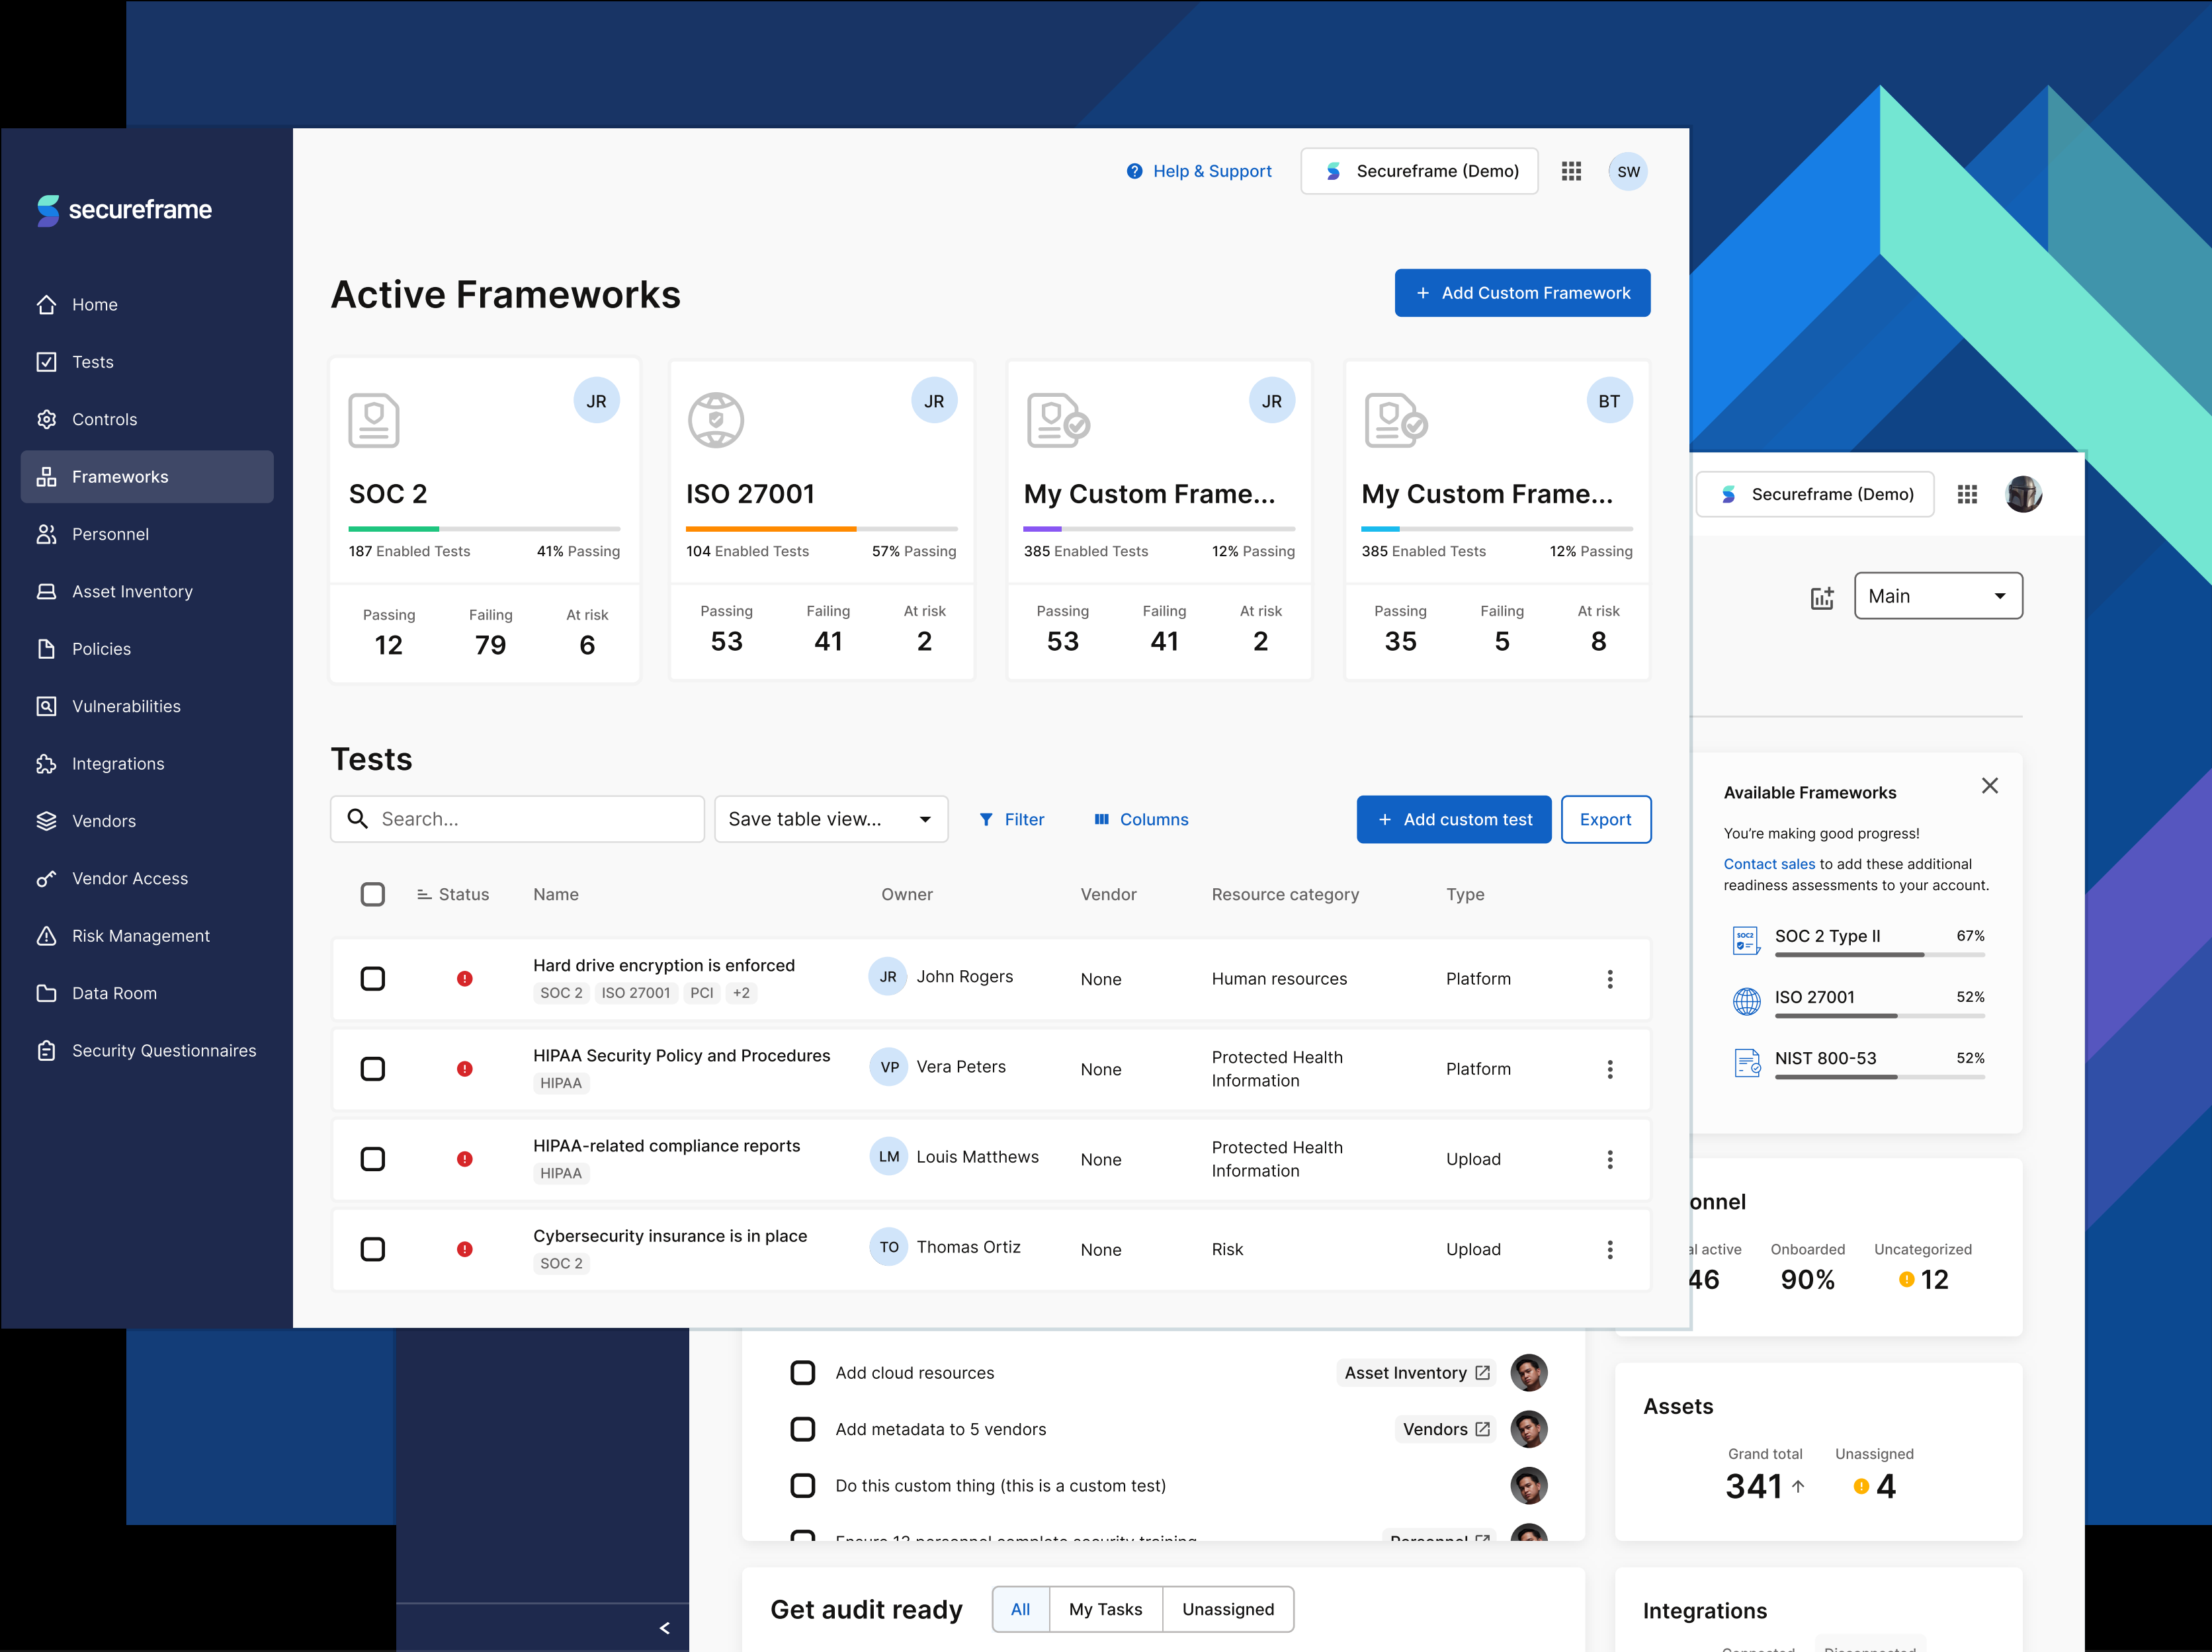 secureframe
Home
Tests
Controls
Frameworks
Personnel
Asset Inventory
Policies
Vulnerabilities
Integrations
Vendors
Vendor Access
Risk Management
Data Room
Security Questionnaires
Help & Support
Secureframe (Demo)
SW
Active Frameworks
+ Add Custom Framework
JR
SOC 2
187 Enabled Tests 41% Passing
Passing Failing At risk
12 79 6
JR
ISO 27001
104 Enabled Tests 57% Passing
Passing Failing At risk
53 41 2
JR
My Custom Frame...
385 Enabled Tests 12% Passing
Passing Failing At risk
53 41 2
BT
My Custom Frame...
385 Enabled Tests 12% Passing
Passing Failing At risk
35 5 8
Tests
Search...
Save table view...
Filter
Columns
+ Add custom test
Export
Status Name Owner Vendor Resource category Type
Hard drive encryption is enforced
SOC 2 ISO 27001 PCI +2
JR John Rogers
None
Human resources
Platform
HIPAA Security Policy and Procedures
HIPAA
VP Vera Peters
None
Protected Health
Information
Platform
HIPAA-related compliance reports
HIPAA
LM Louis Matthews
None
Protected Health
Information
Upload
Cybersecurity insurance is in place
SOC 2
TO Thomas Ortiz
None
Risk
Upload
Secureframe (Demo)
Main
Available Frameworks
You're making good progress!
Contact sales to add these additional
readiness assessments to your account.
SOC2
SOC 2 Type II 67%
ISO 27001 52%
NIST 800-53 52%
onnel
al active Onboarded Uncategorized
46 90% 12
Add cloud resources Asset Inventory
Add metadata to 5 vendors Vendors
Do this custom thing (this is a custom test)
Ensure 12 personnel complete security training Personnel
Assets
Grand total Unassigned
341 4
Get audit ready
All My Tasks Unassigned
Integrations
Connected Disconnected